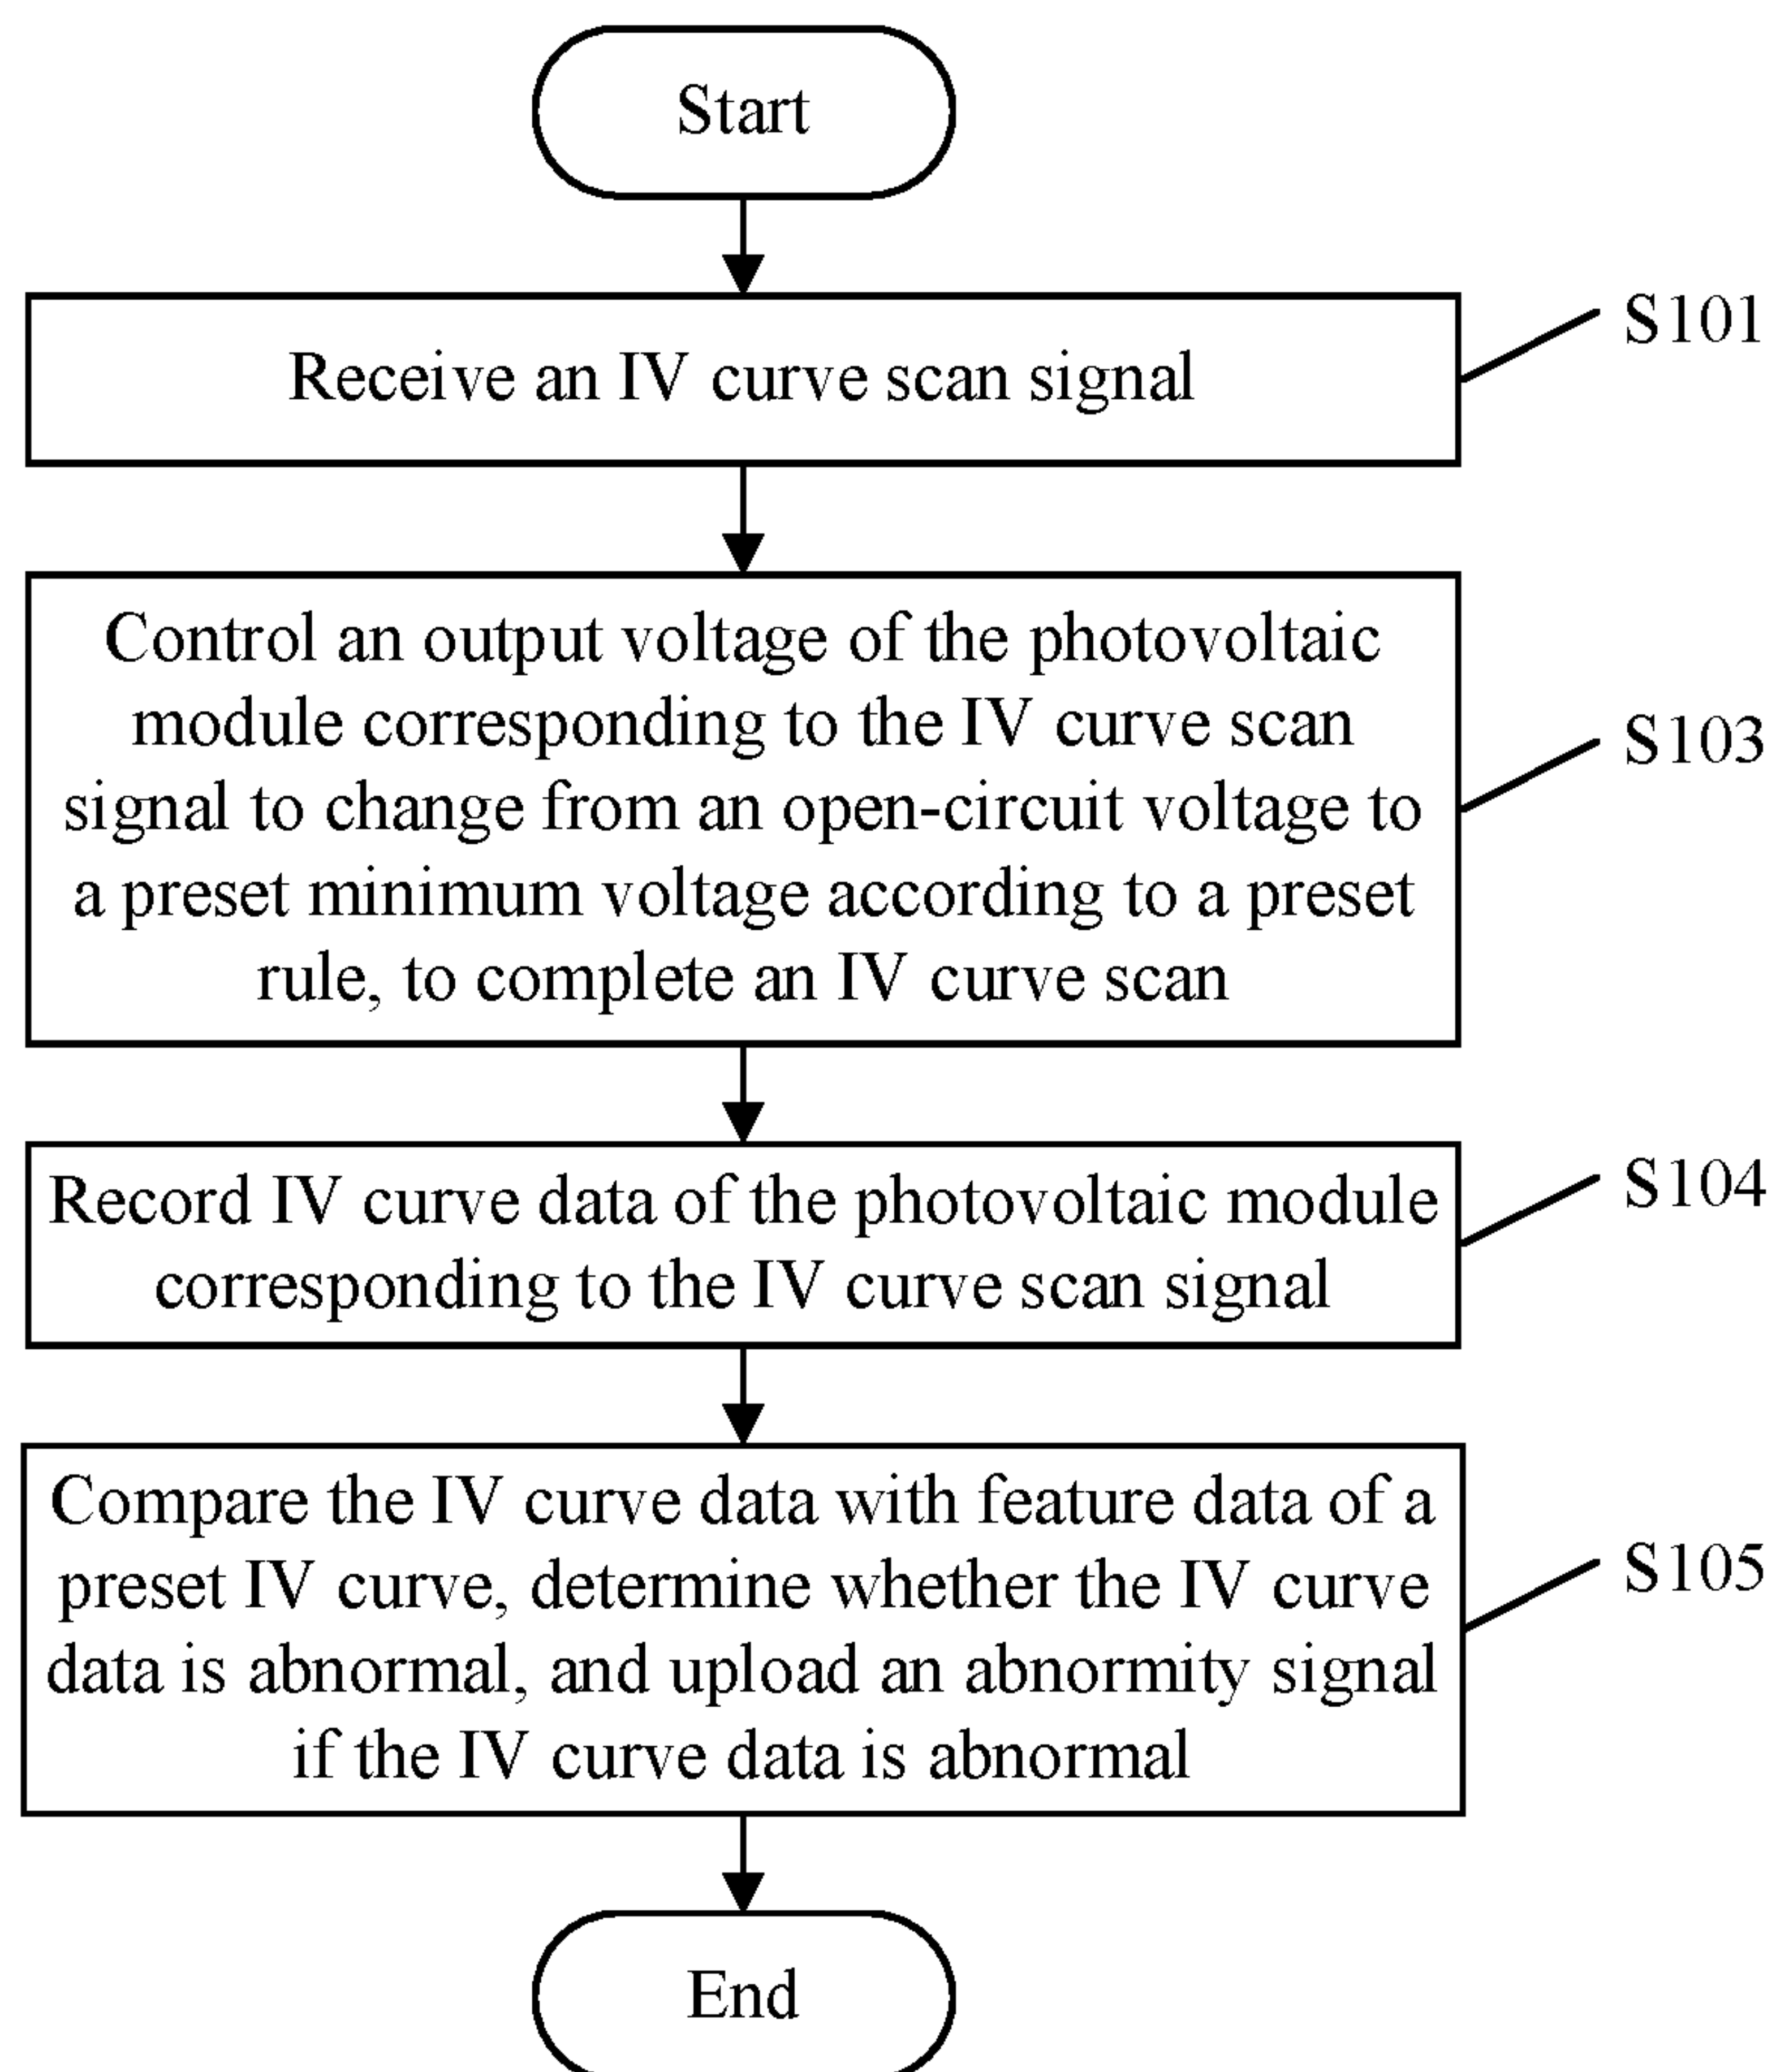 Start
Receive an IV curve scan signal
S101
Control an output voltage of the photovoltaic
module corresponding to the IV curve scan
signal to change from an open-circuit voltage to
a preset minimum voltage according to a preset
rule, to complete an IV curve scan
S103
Record IV curve data of the photovoltaic module
corresponding to the IV curve scan signal
S104
Compare the IV curve data with feature data of a
preset IV curve, determine whether the IV curve
data is abnormal, and upload an abnormity signal
if the IV curve data is abnormal
S105
End